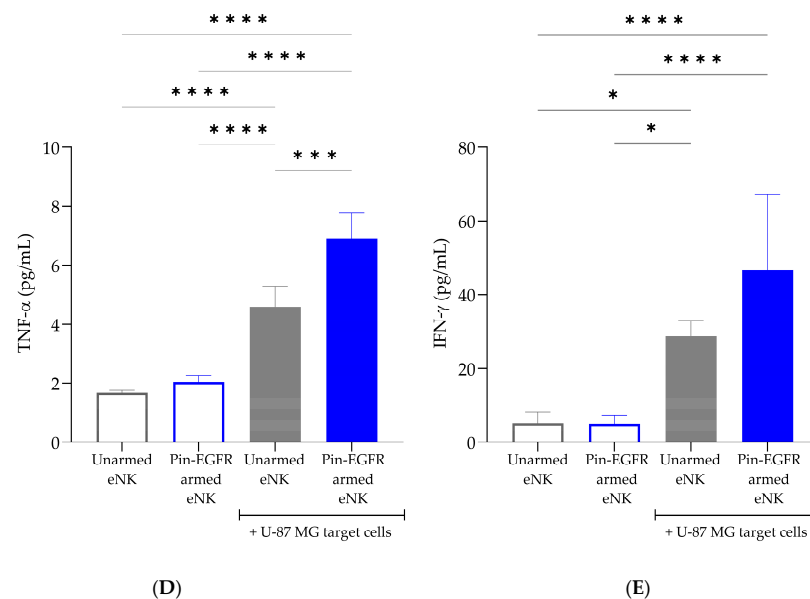 * * * *
* * * *
* * * *
* * * *
* * *
10
8
6
4
2
0
TNF-α (pg/mL)
Unarmed
eNK
Pin-EGFR
armed
eNK
Unarmed
eNK
Pin-EGFR
armed
eNK
+ U-87 MG target cells
(D)
* * * *
* * * *
*
*
80
60
40
20
0
IFN-γ (pg/mL)
Unarmed
eNK
Pin-EGFR
armed
eNK
Unarmed
eNK
Pin-EGFR
armed
eNK
+ U-87 MG target cells
(E)